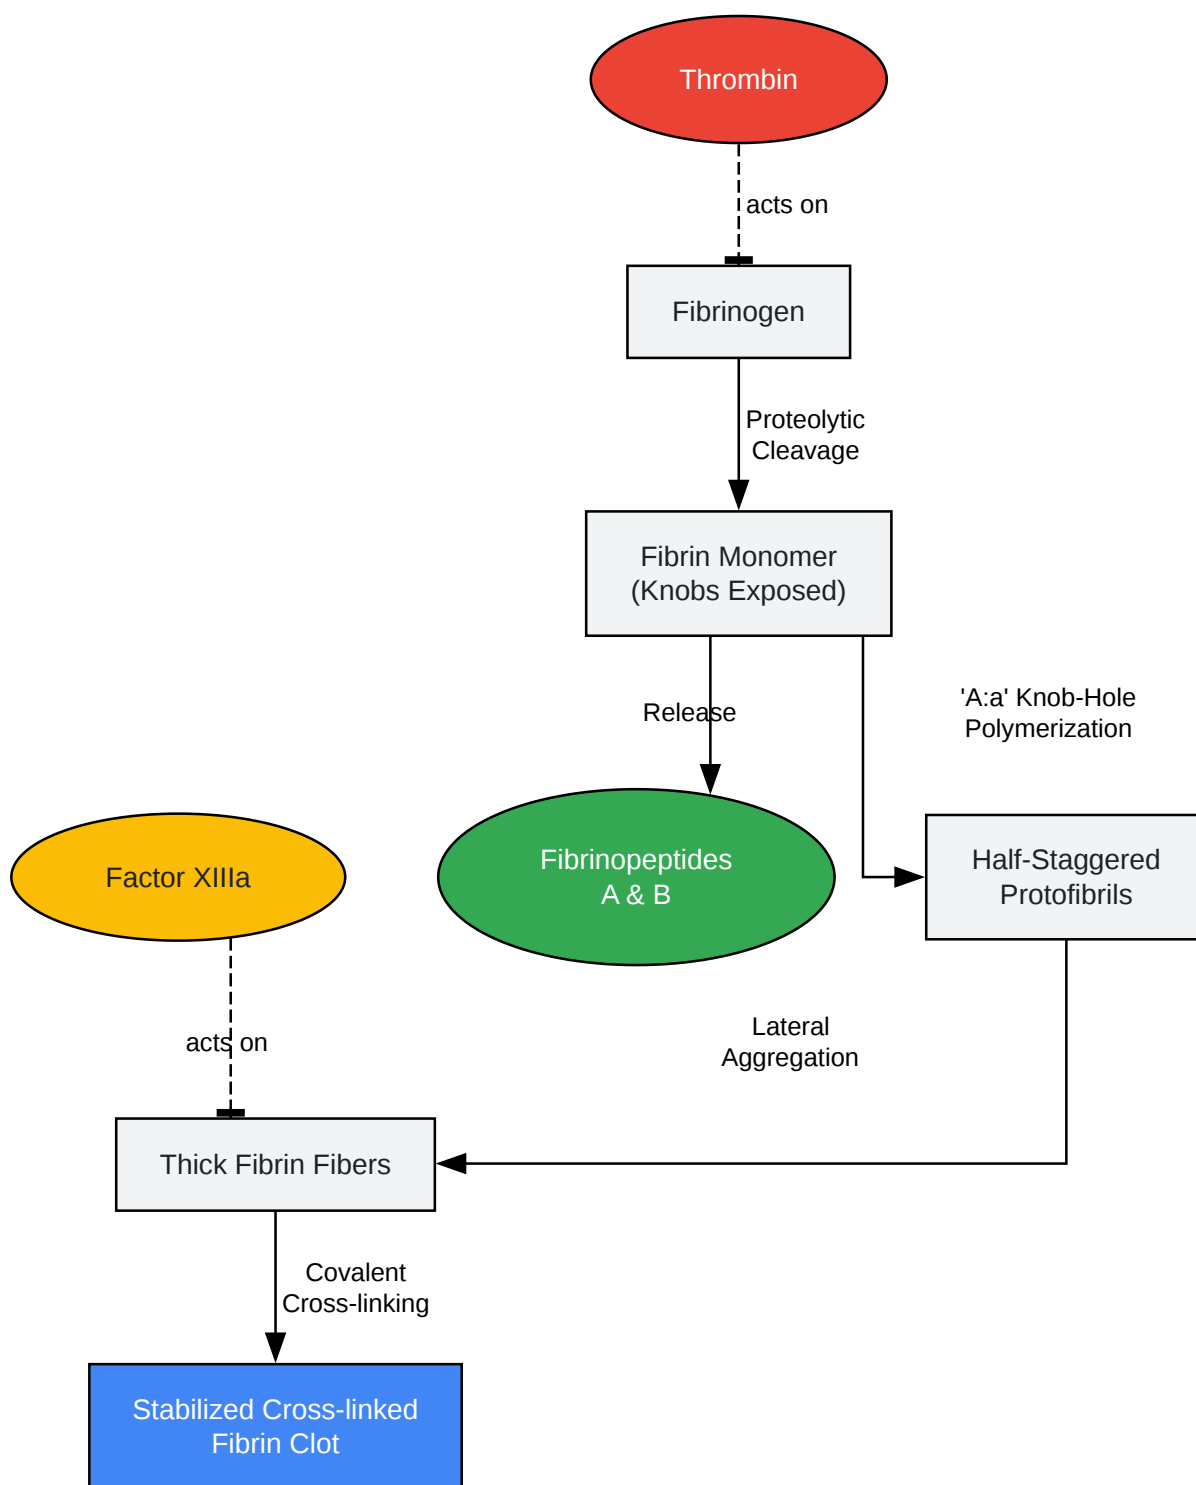 Thrombin
acts on
Fibrinogen
Proteolytic
Cleavage
Fibrin Monomer
(Knobs Exposed)
Release
'A:a' Knob-Hole
Polymerization
Factor XIIIa
Fibrinopeptides
A & B
Half-Staggered
Protofibrils
acts on
Lateral
Aggregation
Thick Fibrin Fibers
Covalent
Cross-linking
Stabilized Cross-linked
Fibrin Clot